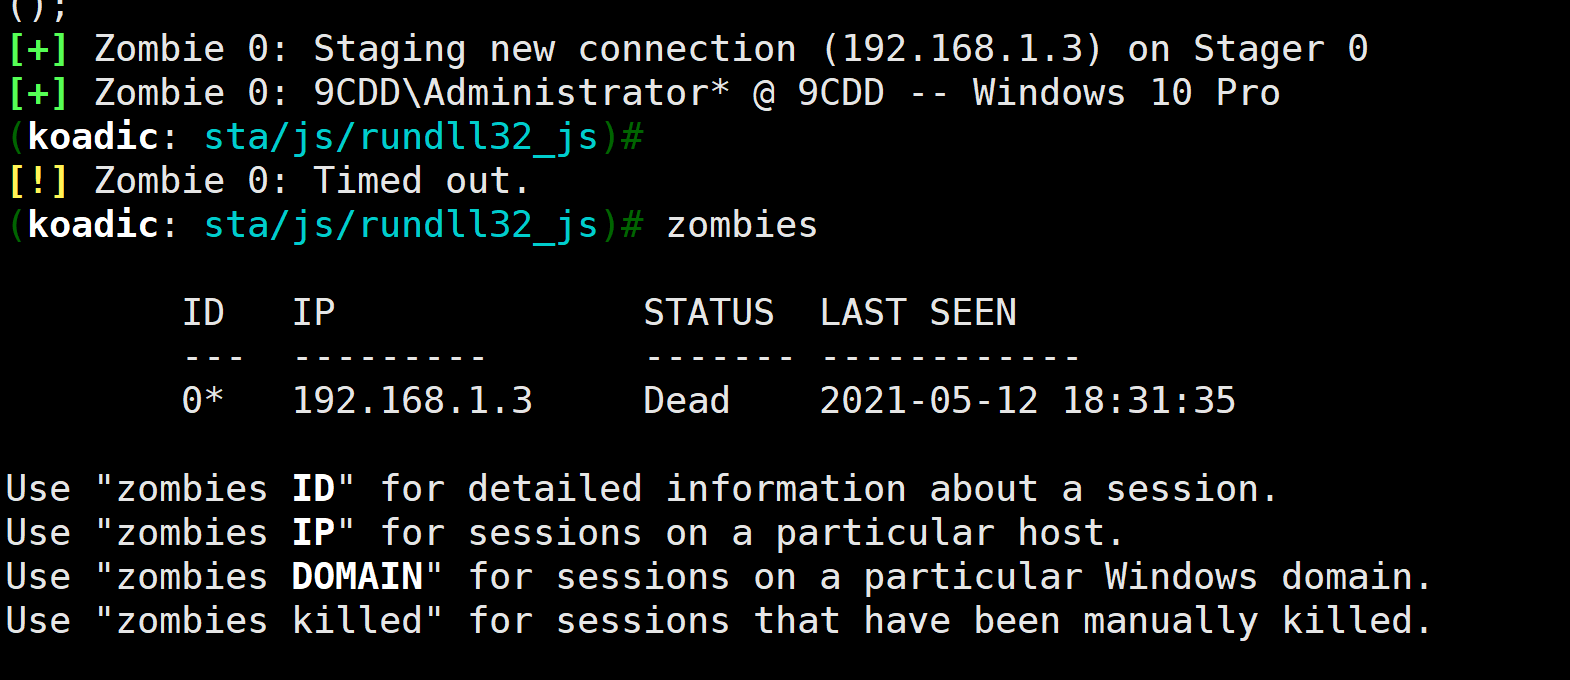 ();
[+] Zombie 0: Staging new connection (192.168.1.3) on Stager 0
[+] Zombie 0: 9CDD\Administrator* @ 9CDD -- Windows 10 Pro
(koadic: sta/js/rundll32_js)#
[!] Zombie 0: Timed out.
(koadic: sta/js/rundll32_js)# zombies
ID IP STATUS LAST SEEN
--- --------- ------- ------------
0* 192.168.1.3 Dead 2021-05-12 18:31:35
Use "zombies ID" for detailed information about a session.
Use "zombies IP" for sessions on a particular host.
Use "zombies DOMAIN" for sessions on a particular Windows domain.
Use "zombies killed" for sessions that have been manually killed.